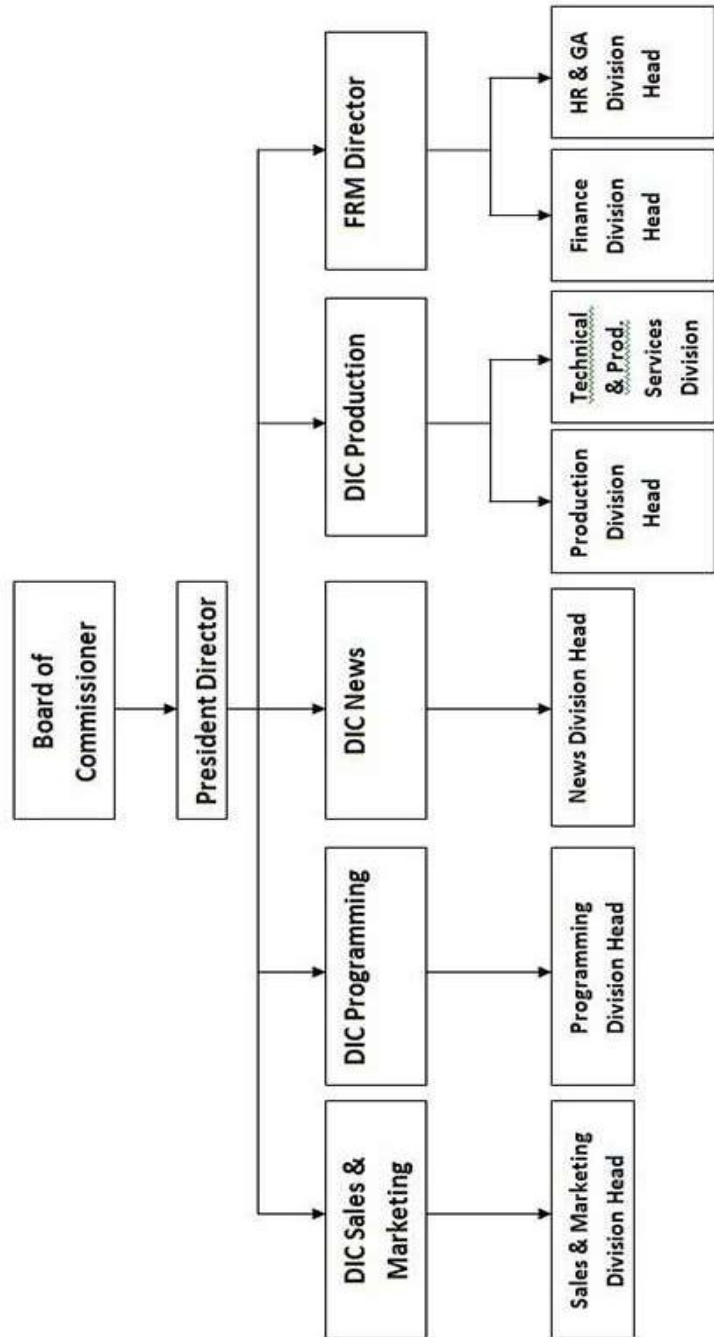 Board of
Commissioner
President Director
DIC Sales &
Marketing
DIC Programming
DIC News
DIC Production
FRM Director
Sales & Marketing
Division Head
Programming
Division Head
News Division Head
Production
Division
Head
Technical
& Prod.
Services
Division
Finance
Division
Head
HR & GA
Division
Head